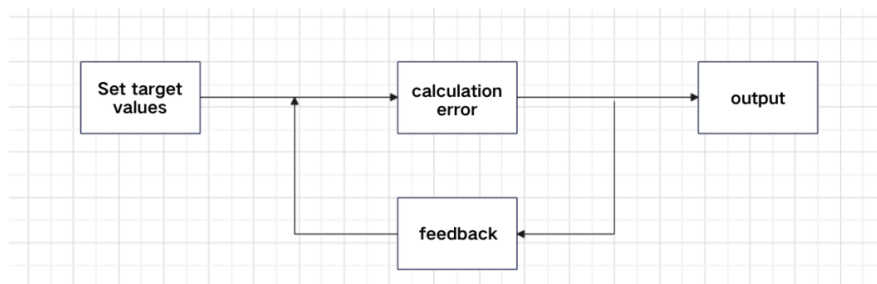 Set target
values
calculation
error
output
feedback